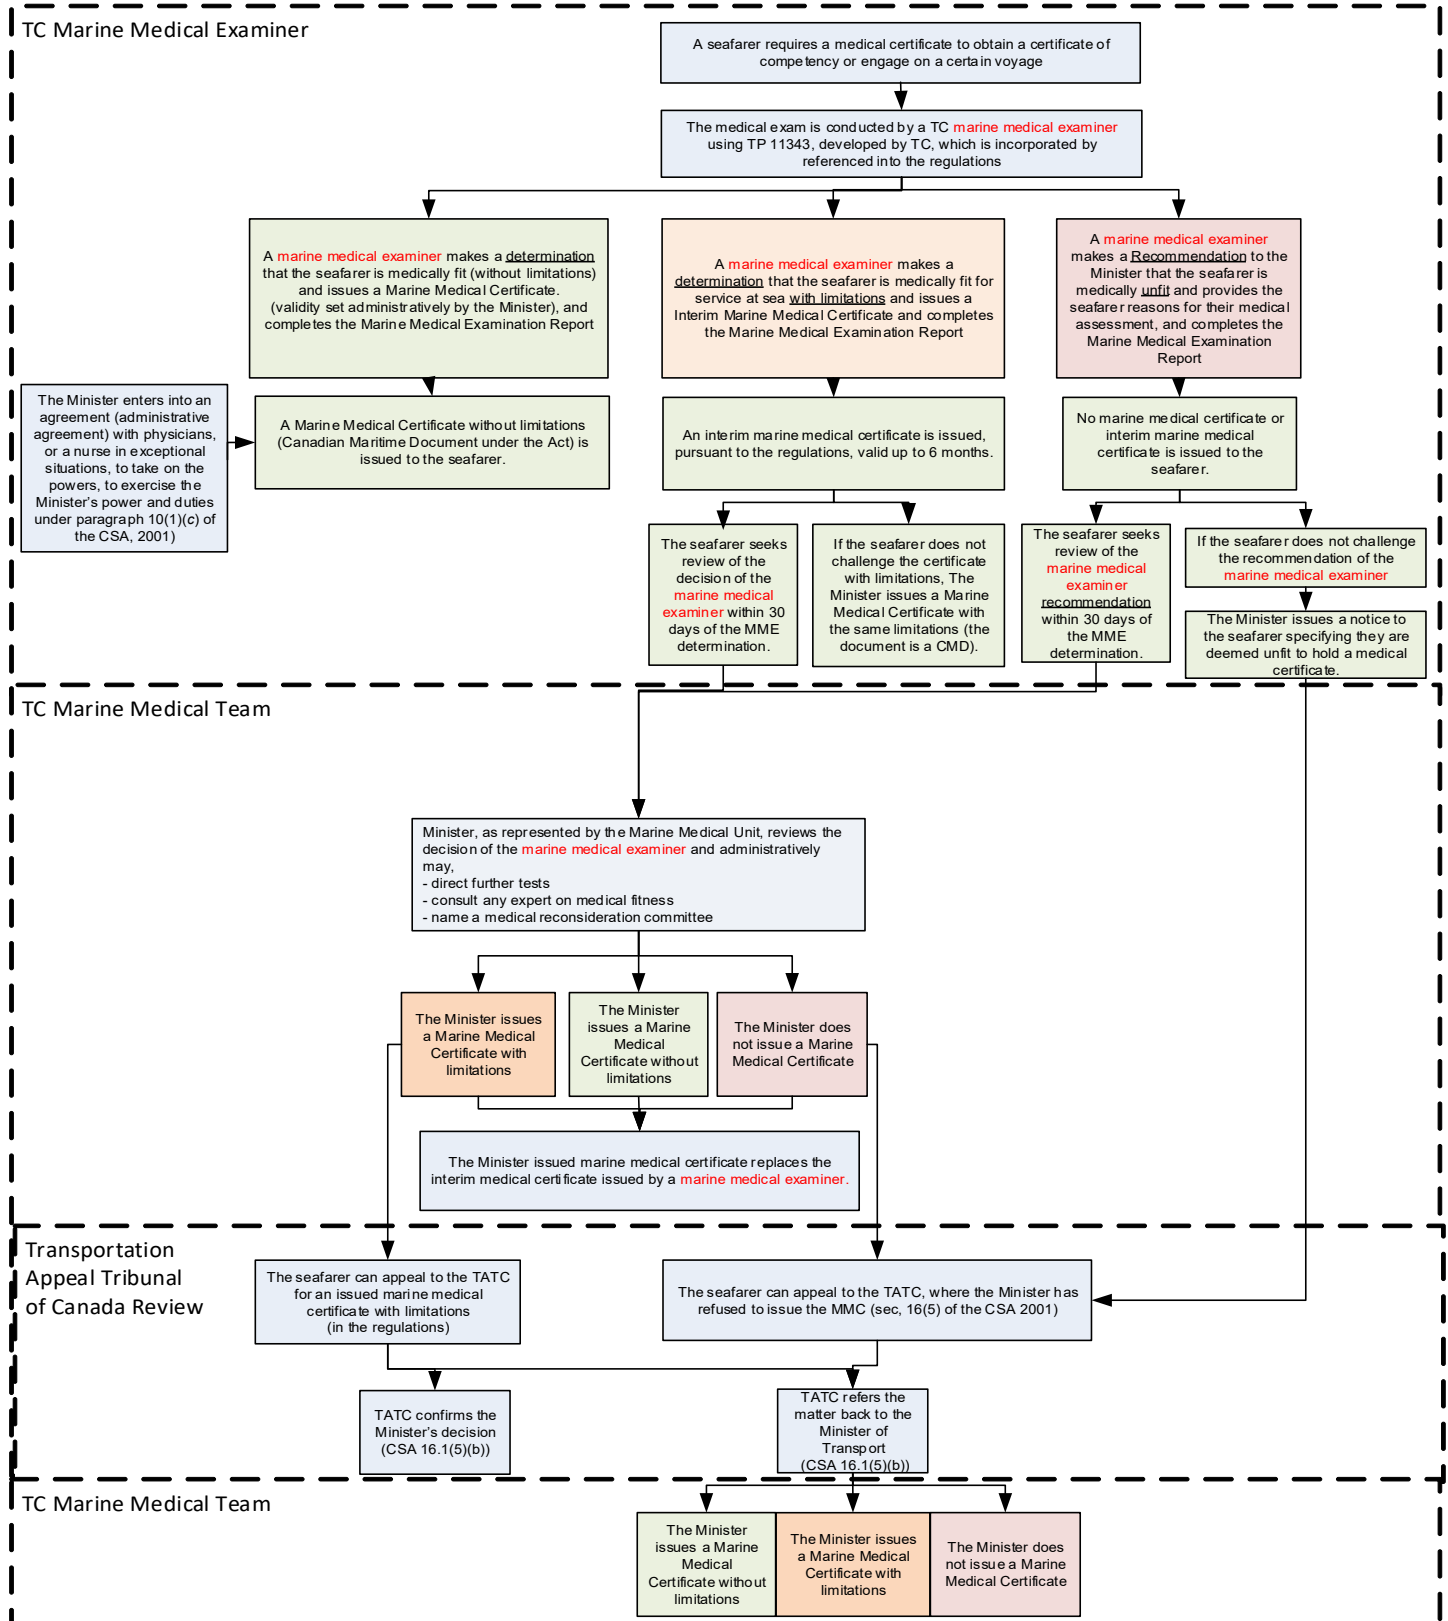 TC Marine Medical Examiner
A seafarer requires a medical certificate to obtain a certificate of
competency or engage on a certain voyage
The medical exam is conducted by a TC marine medical examiner
using TP 11343, developed by TC, which is incorporated by
referenced into the regulations
A marine medical examiner makes a determination
that the seafarer is medically fit (without limitations)
and issues a Marine Medical Certificate.
(validity set administratively by the Minister), and
completes the Marine Medical Examination Report
A marine medical examiner makes a
determination that the seafarer is medically fit for
service at sea with limitations and issues a
Interim Marine Medical Certificate and completes
the Marine Medical Examination Report
A marine medical examiner
makes a Recommendation to the
Minister that the seafarer is
medically unfit and provides the
seafarer reasons for their medical
assessment, and completes the
Marine Medical Examination
Report
The Minister enters into an
agreement (administrative
agreement) with physicians,
or a nurse in exceptional
situations, to take on the
powers, to exercise the
Minister's power and duties
under paragraph 10(1)(c) of
the CSA, 2001)
A Marine Medical Certificate without limitations
(Canadian Maritime Document under the Act) is
issued to the seafarer.
An interim marine medical certificate is issued,
pursuant to the regulations, valid up to 6 months.
No marine medical certificate or
interim marine medical
certificate is issued to the
seafarer.
The seafarer seeks
review of the
decision of the
marine medical
examiner within 30
days of the MME
determination.
If the seafarer does not
challenge the certificate
with limitations, The
Minister issues a Marine
Medical Certificate with
the same limitations (the
document is a CMD).
The seafarer seeks
review of the
marine medical
examiner
recommendation
within 30 days of
the MME
determination.
If the seafarer does not challenge
the recommendation of the
marine medical examiner
The Minister issues a notice to
the seafarer specifying they are
deemed unfit to hold a medical
certificate.
TC Marine Medical Team
Minister, as represented by the Marine Medical Unit, reviews the
decision of the marine medical examiner and administratively
may,
- direct further tests
- consult any expert on medical fitness
- name a medical reconsideration committee
The Minister issues
a Marine Medical
Certificate with
limitations
The Minister
issues a Marine
Medical
Certificate without
limitations
The Minister does
not issue a Marine
Medical Certificate
The Minister issued marine medical certificate replaces the
interim medical certificate issued by a marine medical examiner.
Transportation
Appeal Tribunal
of Canada Review
The seafarer can appeal to the TATC
for an issued marine medical
certificate with limitations
(in the regulations)
The seafarer can appeal to the TATC, where the Minister has
refused to issue the MMC (sec, 16(5) of the CSA 2001)
TATC confirms the
Minister's decision
(CSA 16.1(5)(b))
TATC refers the
matter back to the
Minister of
Transport
(CSA 16.1(5)(b))
TC Marine Medical Team
The Minister
issues a Marine
Medical
Certificate without
limitations
The Minister issues
a Marine Medical
Certificate with
limitations
The Minister does
not issue a Marine
Medical Certificate